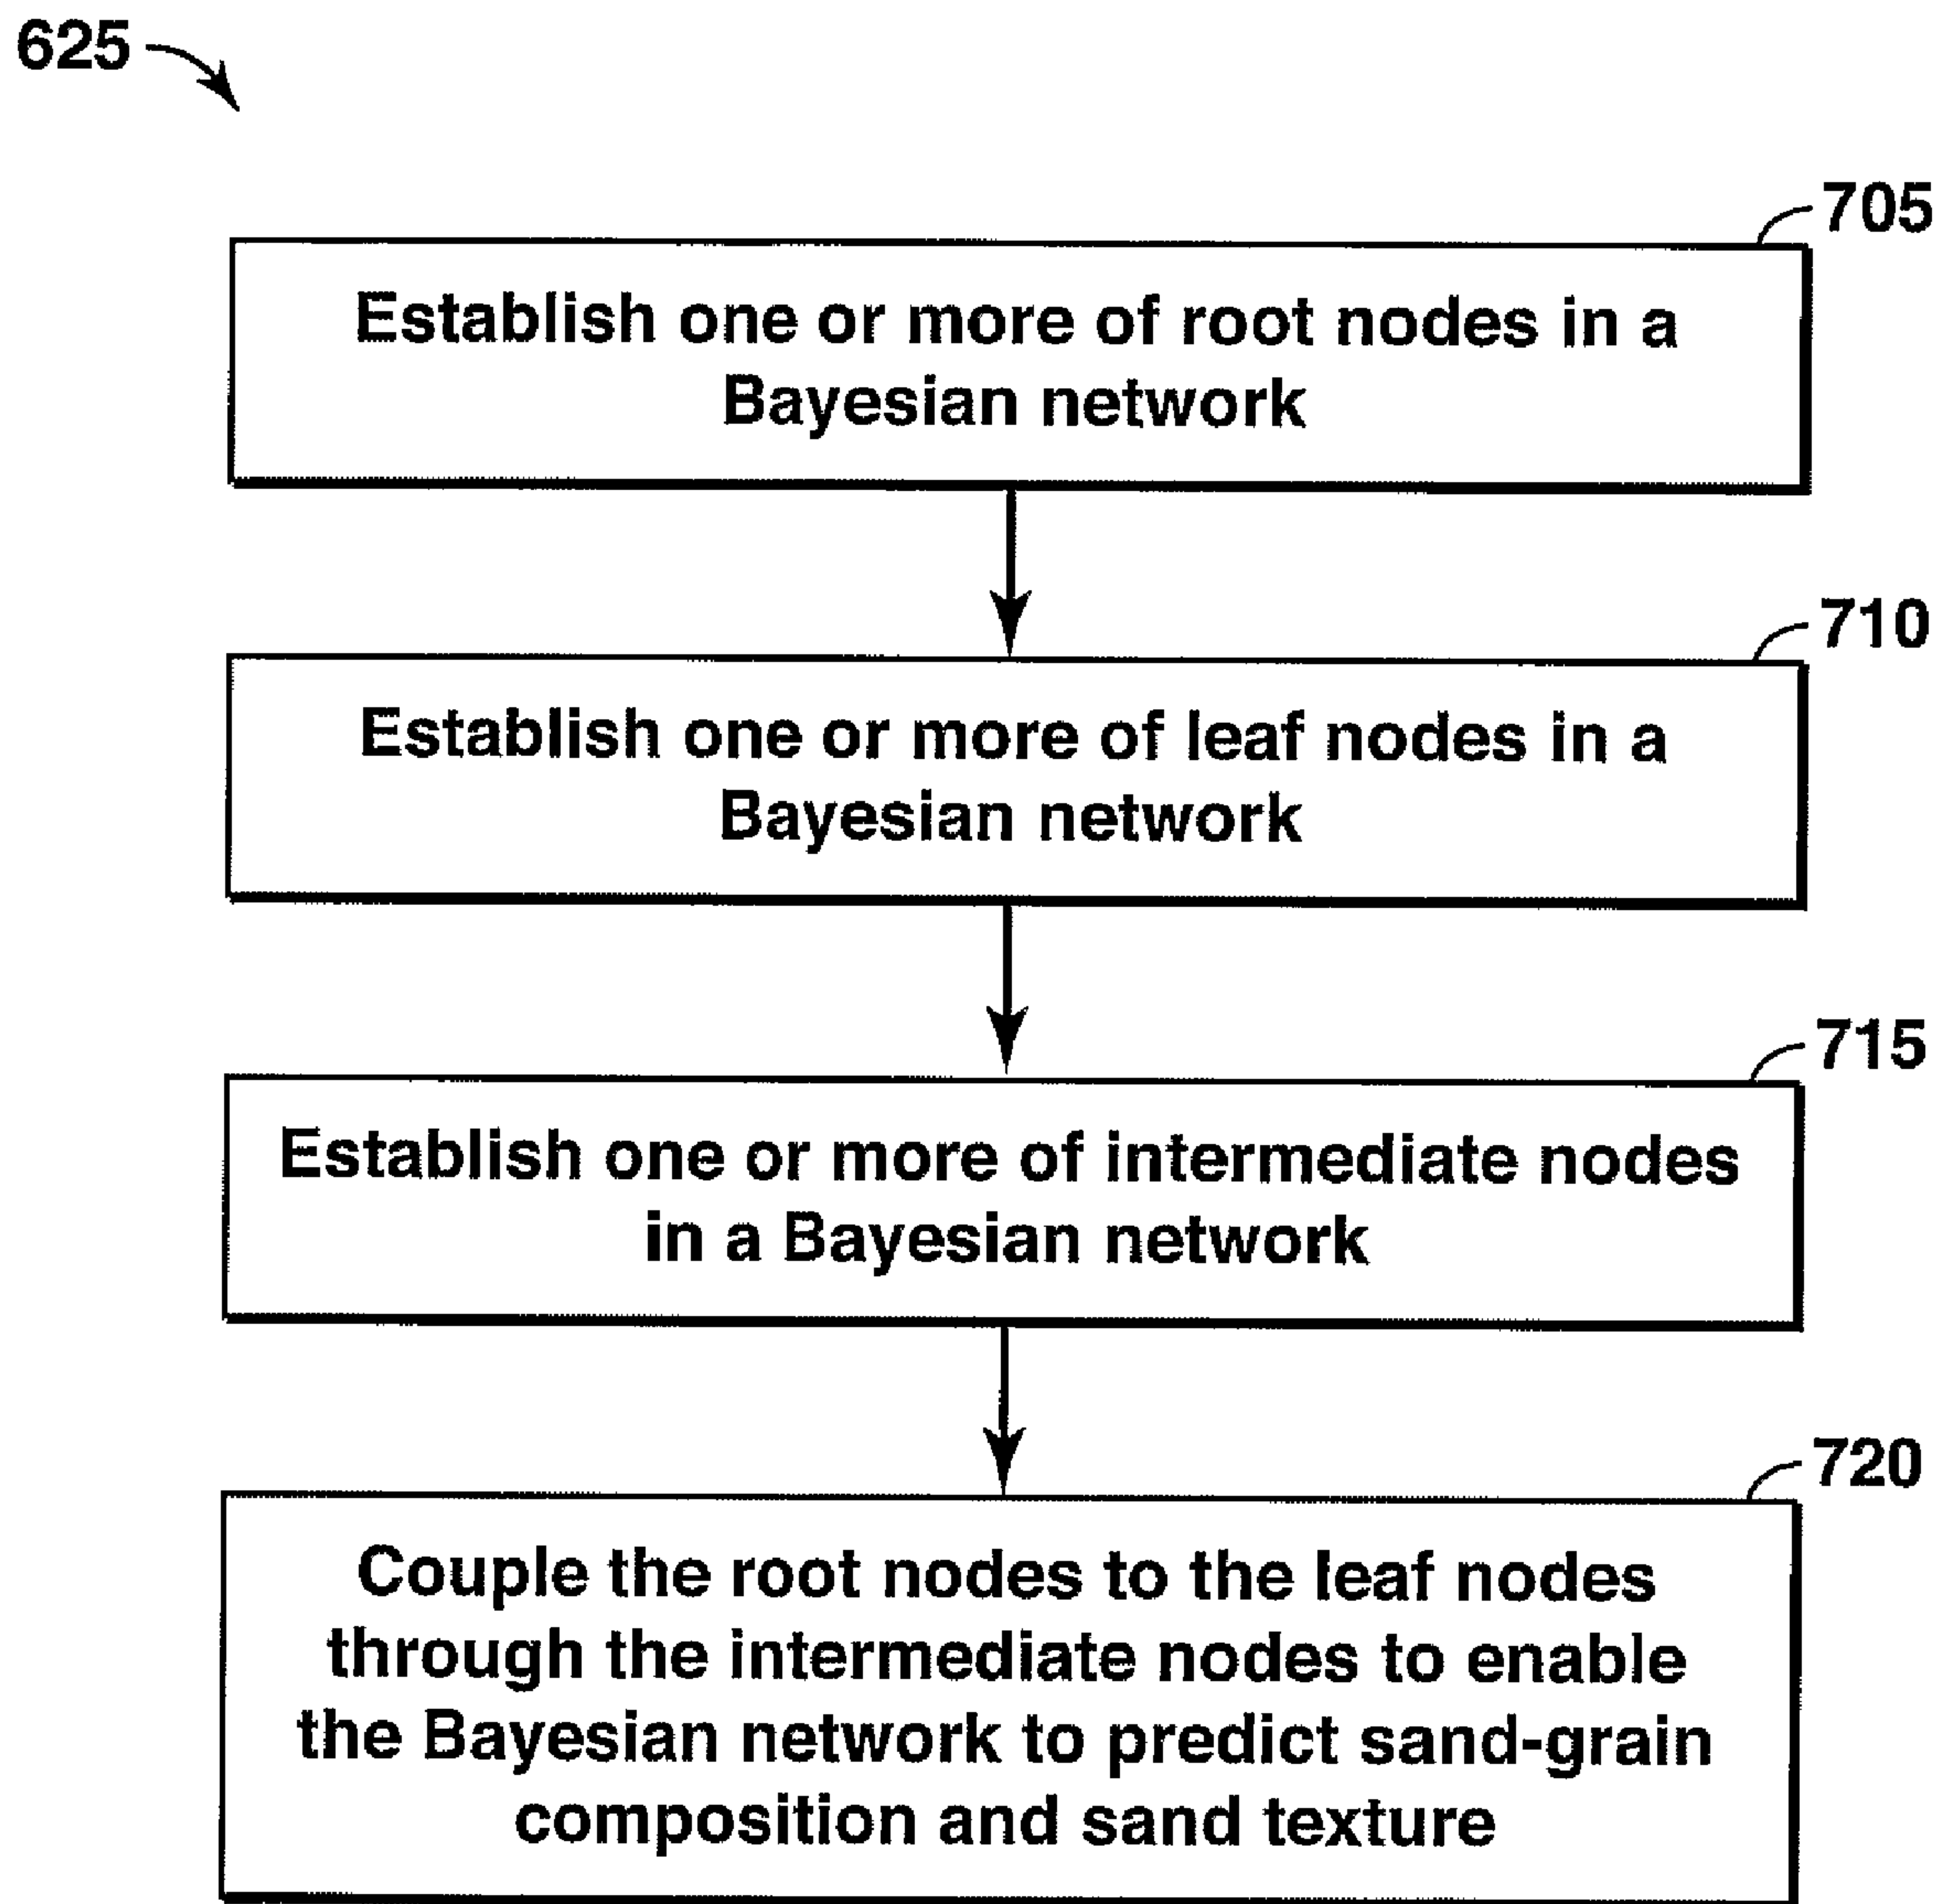 625
705
Establish one or more of root nodes in a
Bayesian network
710
Establish one or more of leaf nodes in a
Bayesian network
715
Establish one or more of intermediate nodes
in a Bayesian network
720
Couple the root nodes to the leaf nodes
through the intermediate nodes to enable
the Bayesian network to predict sand-grain
composition and sand texture